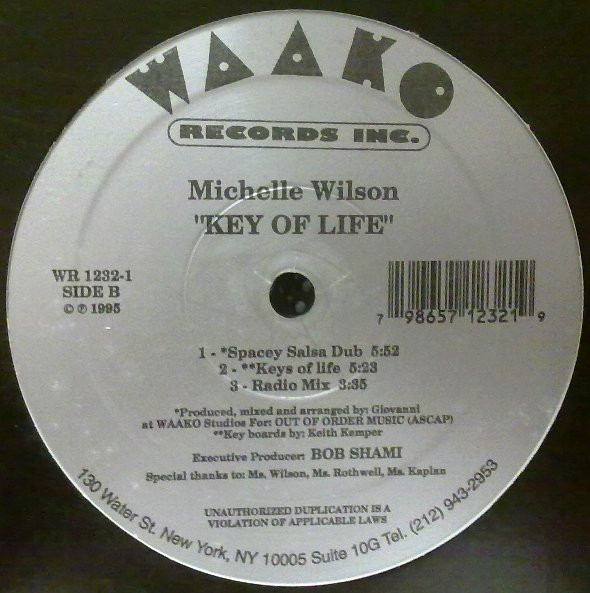 WAAKO
RECORDS INC.
Michelle Wilson
"KEY OF LIFE"
WR 1232-1
SIDE B
© ℗ 1995
7 98657 12321 9
1 - *Spacey Salsa Dub 5:52
2 - **Keys of life 5:23
3 - Radio Mix 3:35
*Produced, mixed and arranged by: Giovanni
at WAAKO Studios For: OUT OF ORDER MUSIC (ASCAP)
**Key boards by: Keith Kemper
Executive Producer: BOB SHAMI
Special thanks to: Ms. Wilson, Ms. Rothwell, Ms. Kaplan
UNAUTHORIZED DUPLICATION IS A
VIOLATION OF APPLICABLE LAWS
130 Water St. New York, NY 10005 Suite 10G Tel. (212) 943-2953